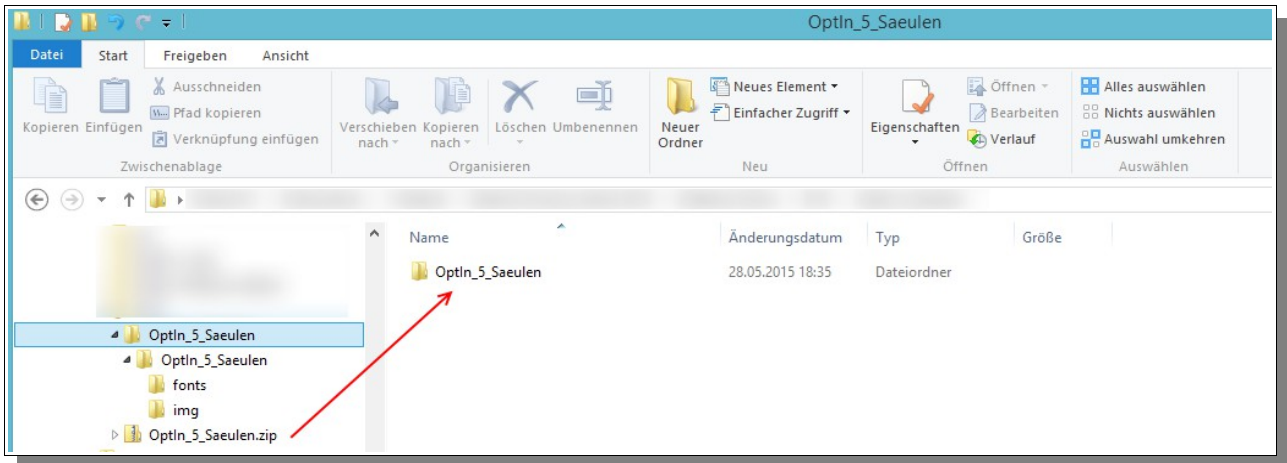 OptIn_5_Saeulen
Datei Start Freigeben Ansicht
Kopieren Einfügen Ausschneiden
Pfad kopieren
Verknüpfung einfügen
Zwischenablage
Verschieben nach Kopieren nach Löschen Umbenennen
Organisieren
Neuer Ordner Neues Element
Einfacher Zugriff
Neu
Eigenschaften Öffnen
Bearbeiten
Verlauf
Öffnen
Alles auswählen
Nichts auswählen
Auswahl umkehren
Auswählen
Name Änderungsdatum Typ Größe
OptIn_5_Saeulen 28.05.2015 18:35 Dateiordner
OptIn_5_Saeulen
OptIn_5_Saeulen
fonts
img
OptIn_5_Saeulen.zip